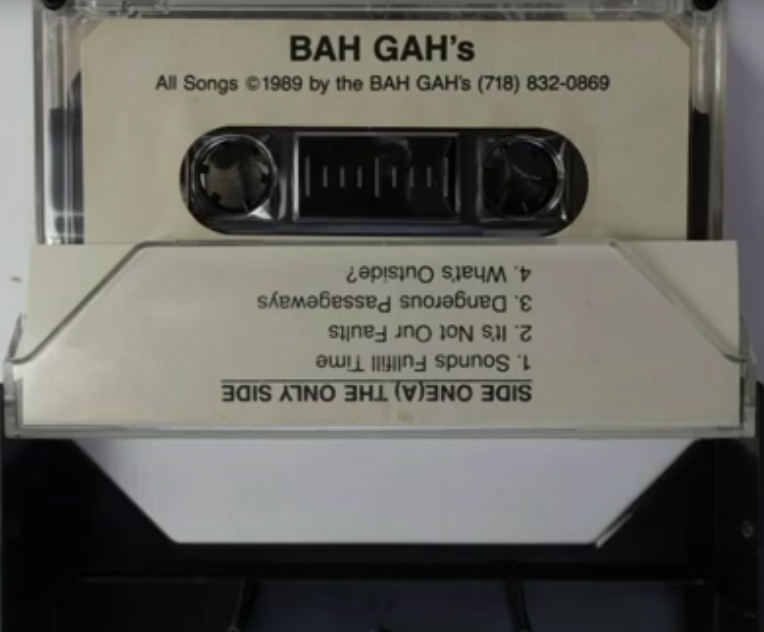 BAH GAH's
All Songs ©1989 by the BAH GAH's (718) 832-0869
SIDE ONE(A) THE ONLY SIDE
1. Sounds Fullfill Time
2. It's Not Our Faults
3. Dangerous Passageways
4. What's Outside?